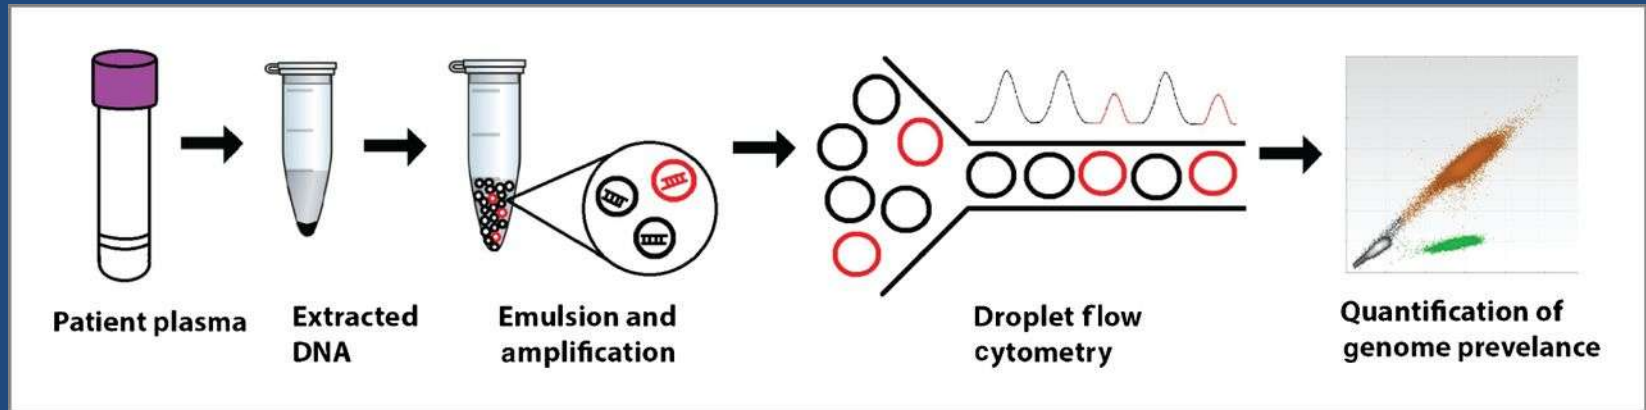 Patient plasma
Extracted
DNA
Emulsion and
amplification
Droplet flow
cytometry
Quantification of
genome prevelance